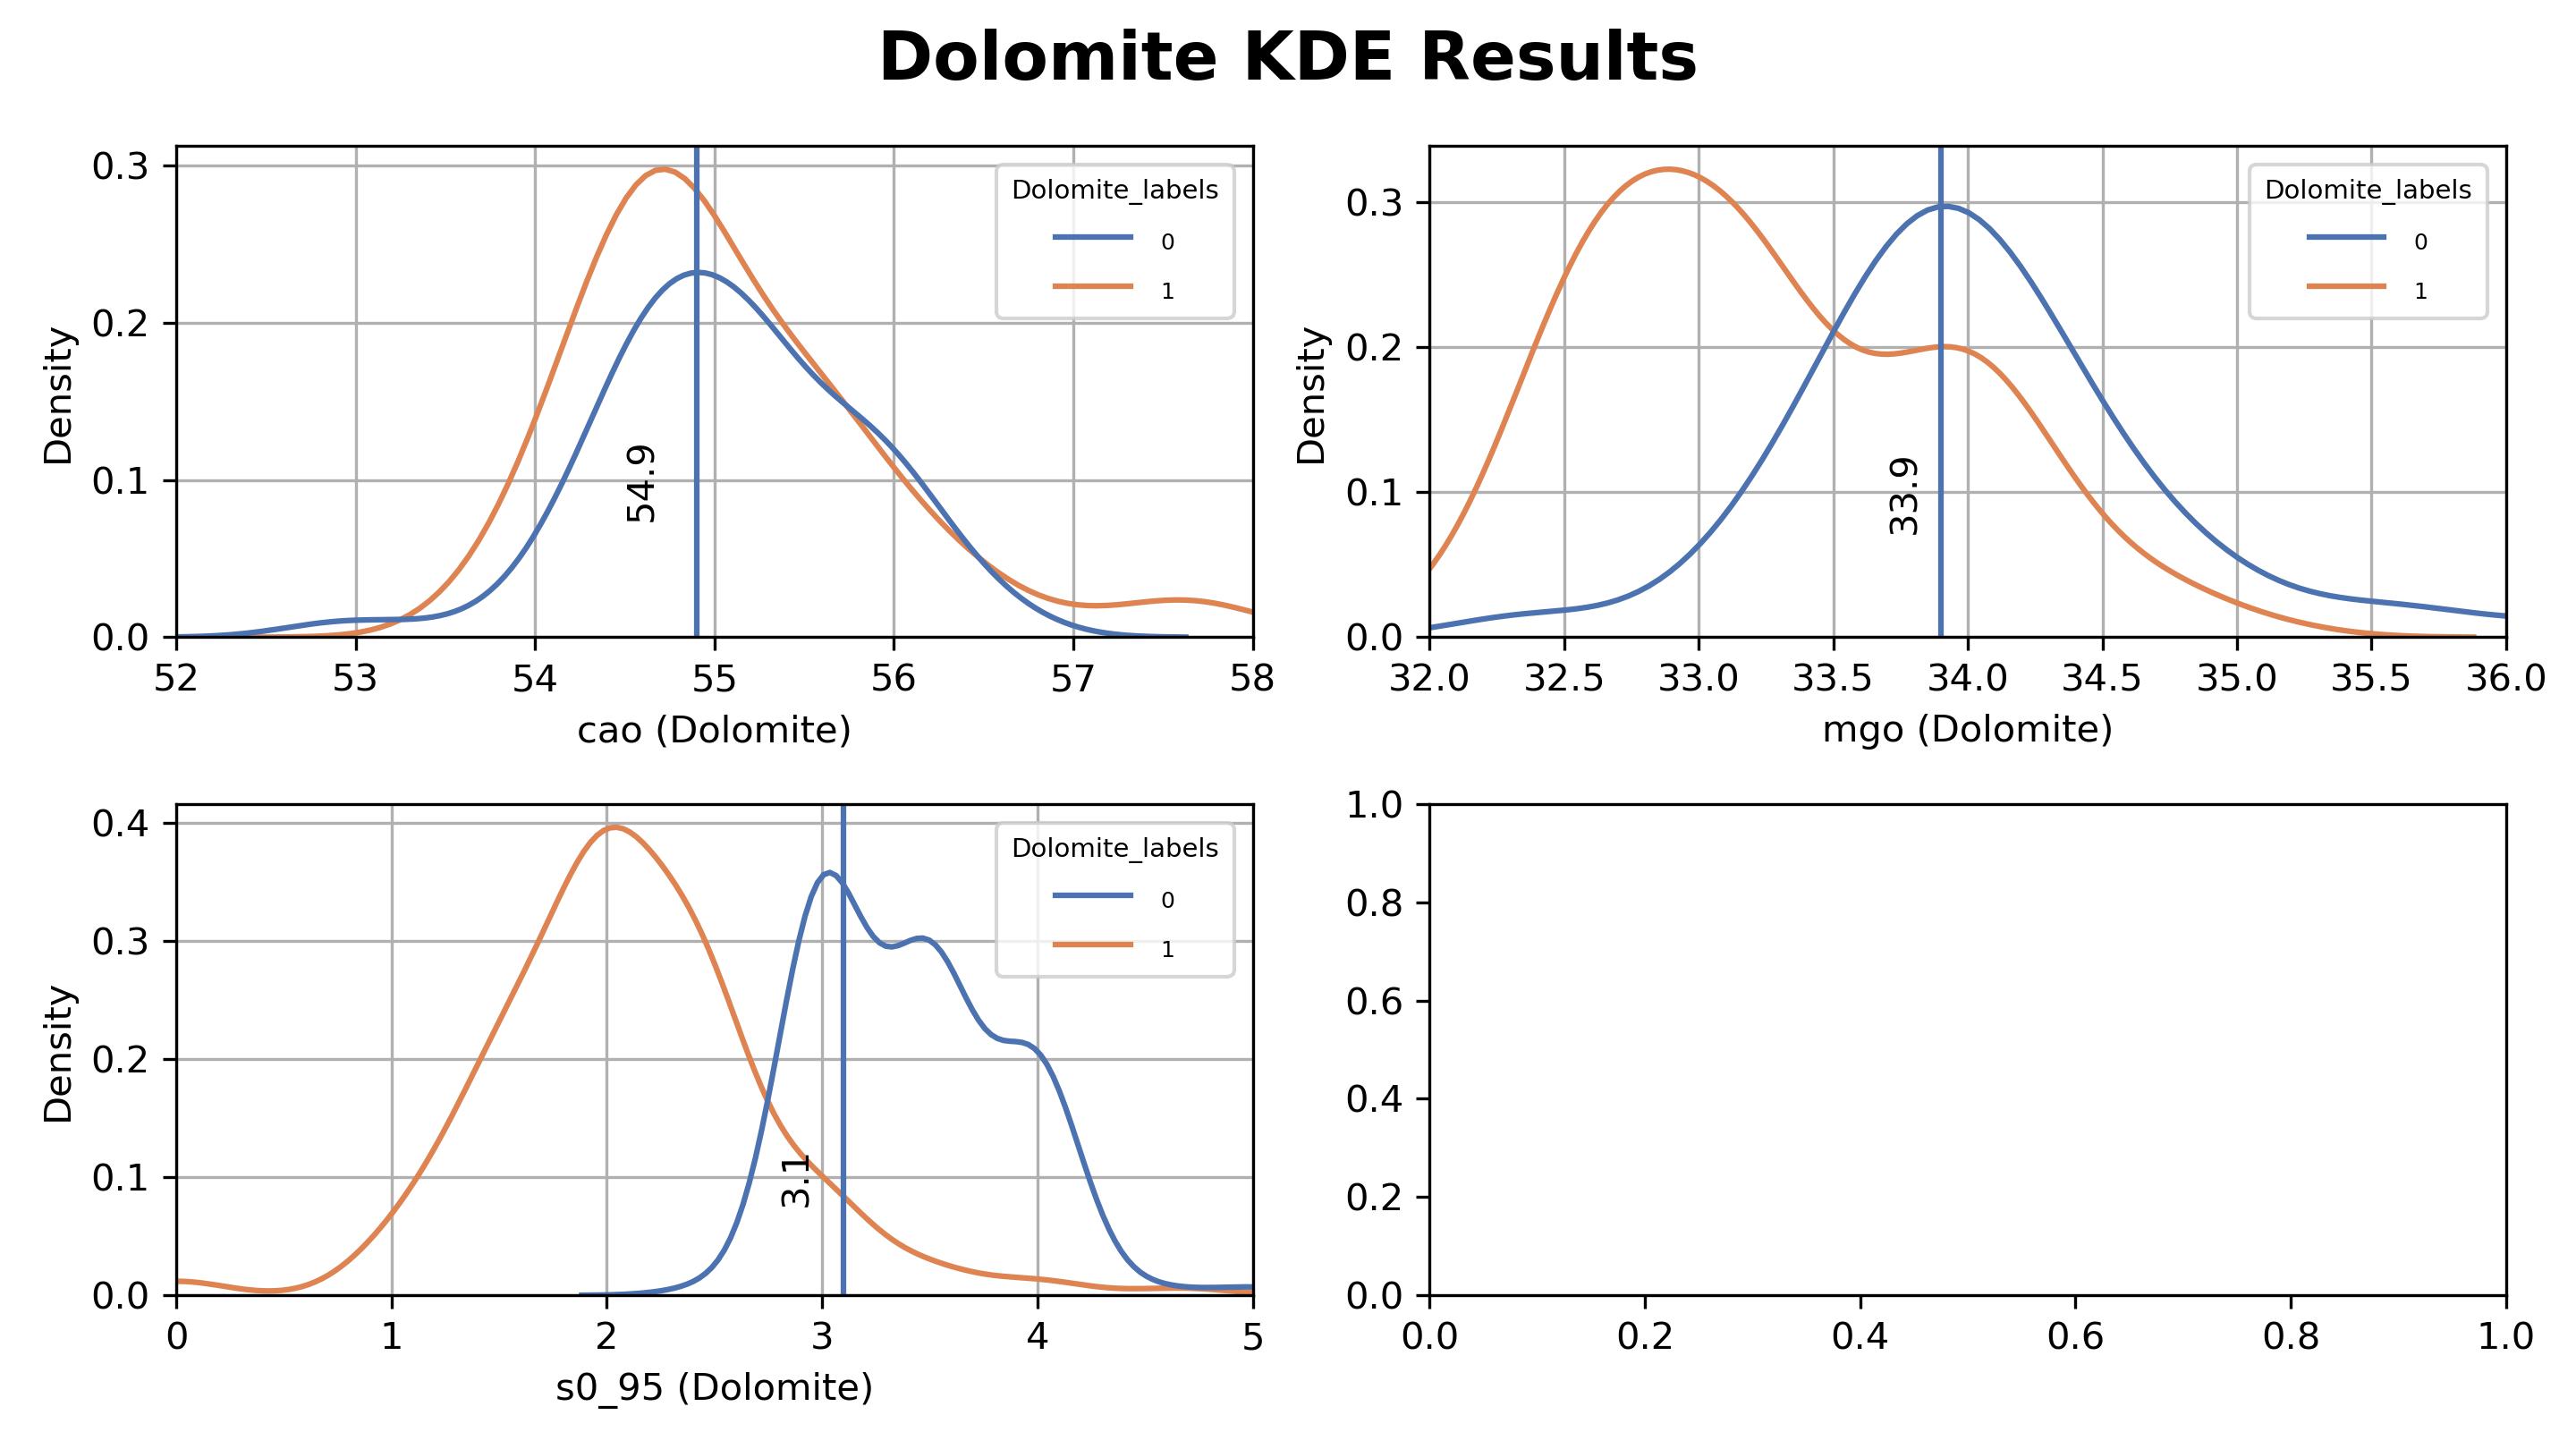 Dolomite KDE Results
0.3
0.2
0.1
0.0
Density
54.9
Dolomite_labels
0
1
52 53 54 55 56 57 58
cao (Dolomite)
0.3
0.2
0.1
0.0
Density
33.9
Dolomite_labels
0
1
32.0 32.5 33.0 33.5 34.0 34.5 35.0 35.5 36.0
mgo (Dolomite)
0.4
0.3
0.2
0.1
0.0
Density
3.1
Dolomite_labels
0
1
0 1 2 3 4 5
s0_95 (Dolomite)
1.0
0.8
0.6
0.4
0.2
0.0
0.0 0.2 0.4 0.6 0.8 1.0